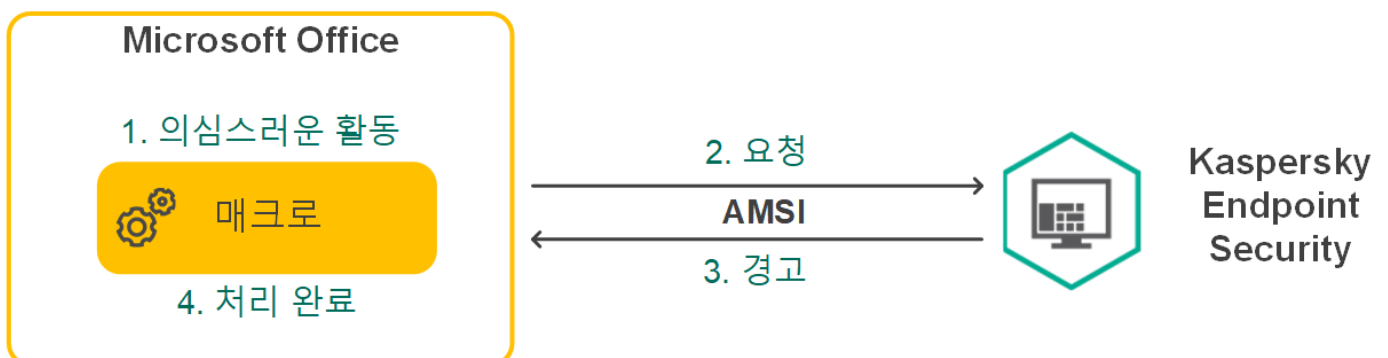 Microsoft Office
1. 의심스러운 활동
매크로
4. 처리 완료
2. 요청
AMSI
3. 경고
Kaspersky
Endpoint
Security